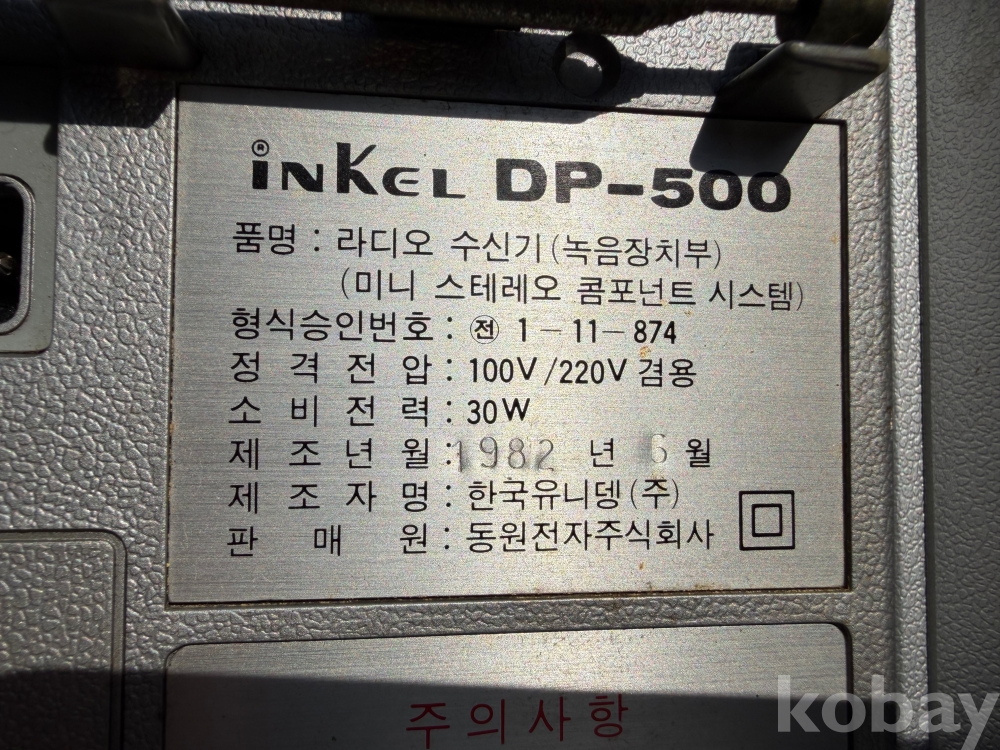 ® inKEL DP-500
품명 : 라디오 수신기 (녹음장치부)
(미니 스테레오 콤포넌트 시스템)
형식승인번호 : ㊞ 1-11-874
정격전압 : 100V/220V 겸용
소비전력 : 30W
제조년월 : 1982 년 6 월
제조자명 : 한국유니뎅(주)
판매원 : 동원전자주식회사
주의사항
kobay